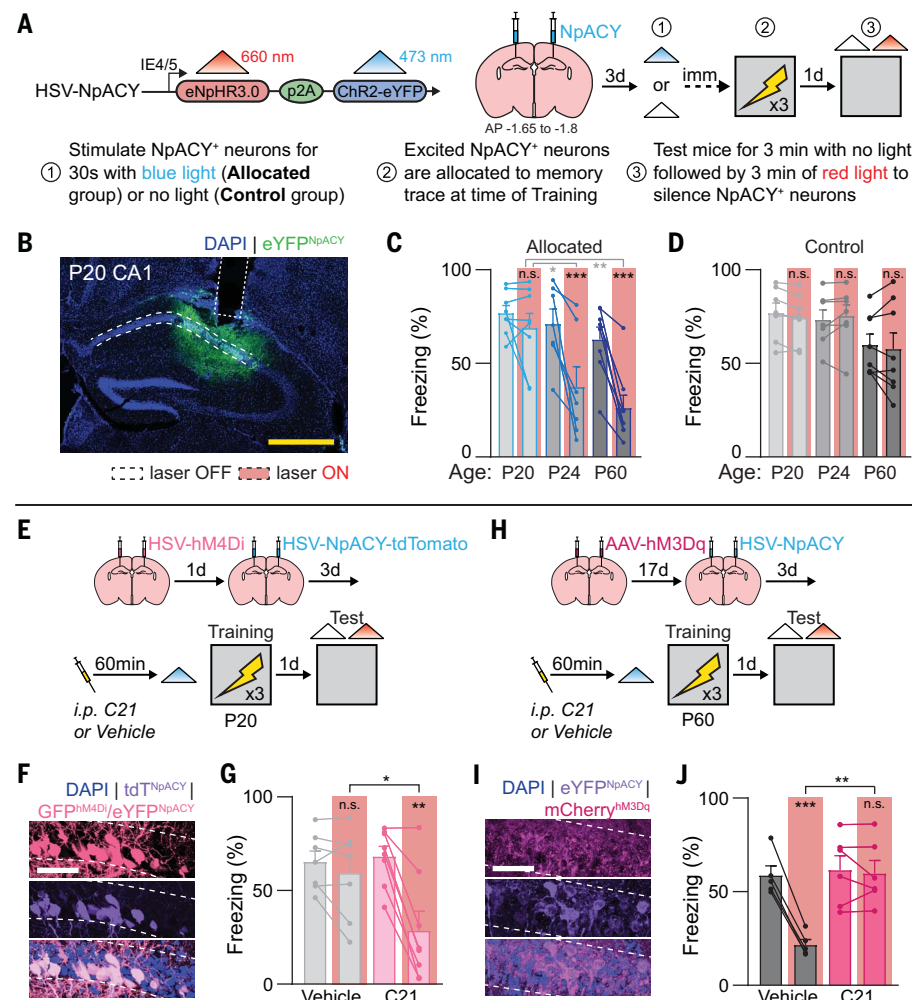 A
IE4/5
660 nm
473 nm
HSV-NpACY
eNpHR3.0
p2A
ChR2-eYFP
NpACY
AP -1.65 to -1.8
3d
①
or
imm
②
x3
1d
③
① Stimulate NpACY⁺ neurons for
30s with blue light (Allocated
group) or no light (Control group)
② Excited NpACY⁺ neurons
are allocated to memory
trace at time of Training
③ Test mice for 3 min with no light
followed by 3 min of red light to
silence NpACY⁺ neurons
B
DAPI | eYFP^NpACY
P20 CA1
laser OFF
laser ON
C
Allocated
Freezing (%)
100
50
0
n.s.
*
***
**
***
Age: P20 P24 P60
D
Control
Freezing (%)
100
50
0
n.s.
n.s.
n.s.
Age: P20 P24 P60
E
HSV-hM4Di
HSV-NpACY-tdTomato
1d
3d
60min
Training
x3
P20
1d
Test
i.p. C21
or Vehicle
H
AAV-hM3Dq
HSV-NpACY
17d
3d
60min
Training
x3
P60
1d
Test
i.p. C21
or Vehicle
F
DAPI | tdT^NpACY |
GFP^hM4Di/eYFP^NpACY
G
Freezing (%)
100
50
0
*
n.s.
**
Vehicle C21
I
DAPI | eYFP^NpACY |
mCherry^hM3Dq
J
Freezing (%)
100
50
0
**
***
n.s.
Vehicle C21